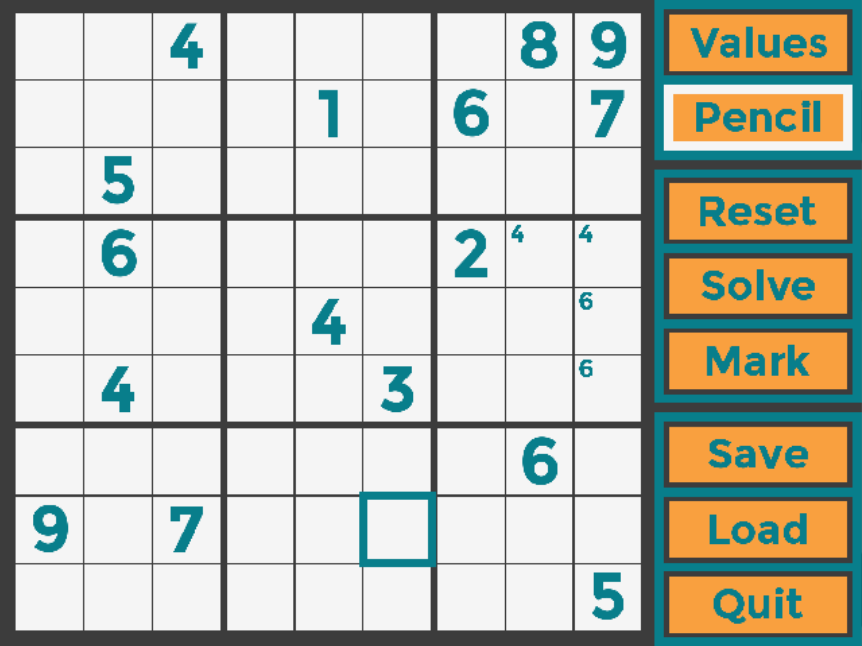 4 8 9 Values
1 6 7 Pencil
5
Reset
6 2 4 4
Solve
4 6
Mark
4 3 6
6 Save
9 7 Load
5 Quit